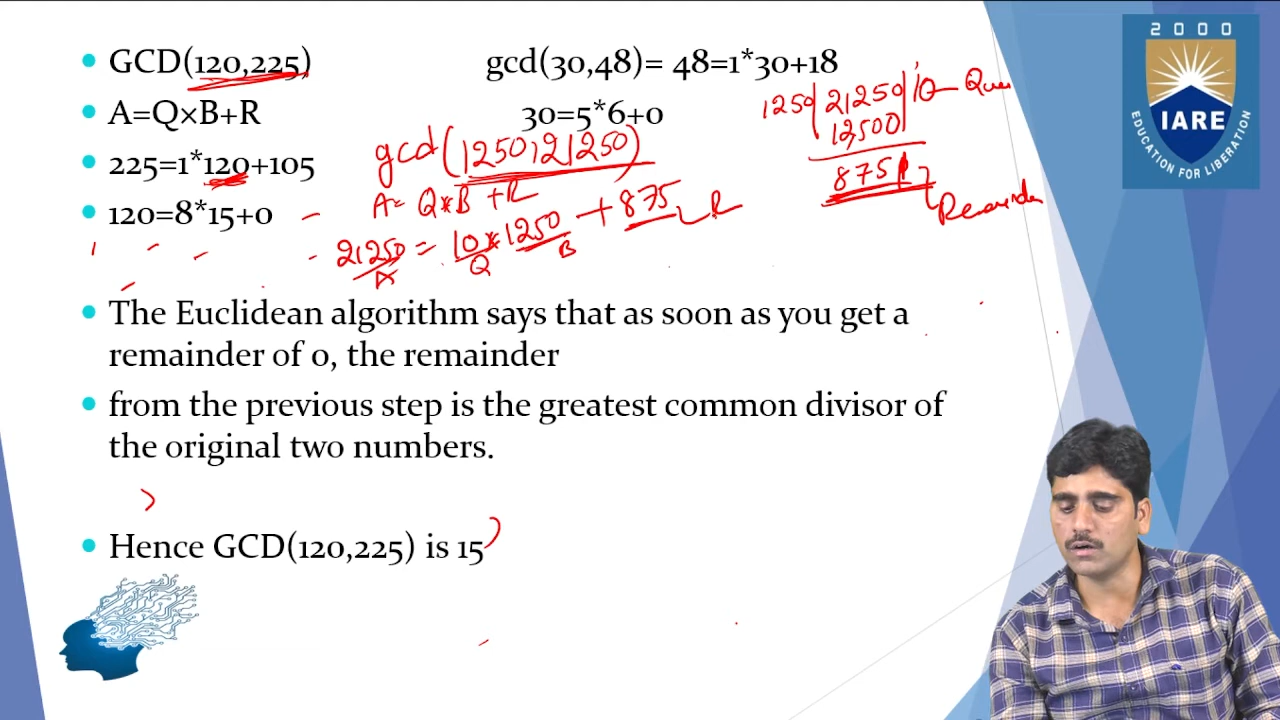 2000
EDUCATION FOR LIBERATION
IARE
GCD(120,225)
A=Q×B+R
225=1*120+105
120=8*15+0
gcd(30,48)= 48=1*30+18
30=5*6+0
gcd(1250,21250)
A= Q*B +R
21250 = 10*1250 + 875 R
A Q B
1250 21250 10
12500
875
Remainder
The Euclidean algorithm says that as soon as you get a
remainder of 0, the remainder
from the previous step is the greatest common divisor of
the original two numbers.
Hence GCD(120,225) is 15